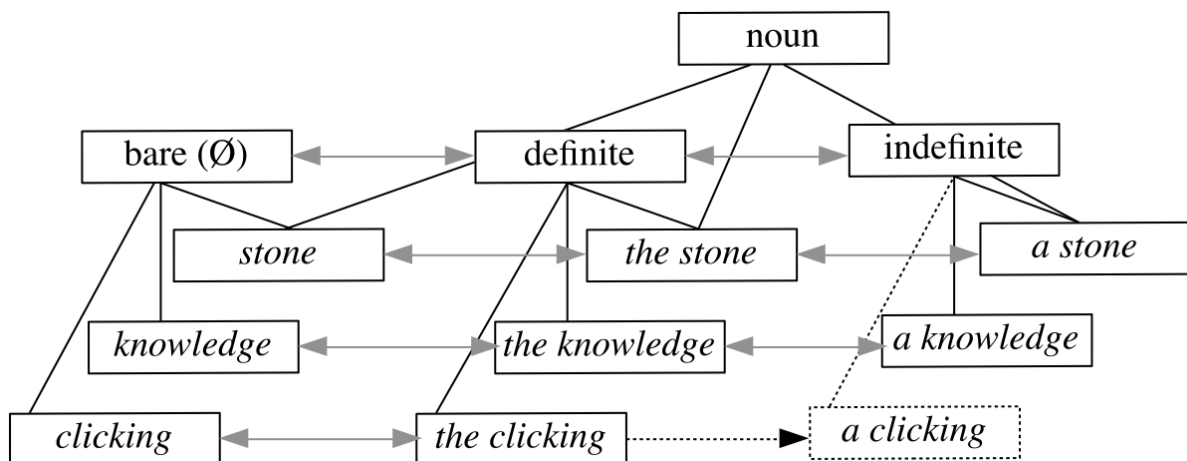 noun
bare (Ø) definite indefinite
stone the stone a stone
knowledge the knowledge a knowledge
clicking the clicking a clicking